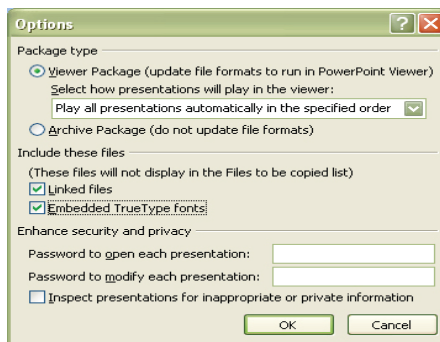 Options
Package type
Viewer Package (update file formats to run in PowerPoint Viewer)
Select how presentations will play in the viewer:
Play all presentations automatically in the specified order
Archive Package (do not update file formats)
Include these files
(These files will not display in the Files to be copied list)
Linked files
Embedded TrueType fonts
Enhance security and privacy
Password to open each presentation:
Password to modify each presentation:
Inspect presentations for inappropriate or private information
OK Cancel